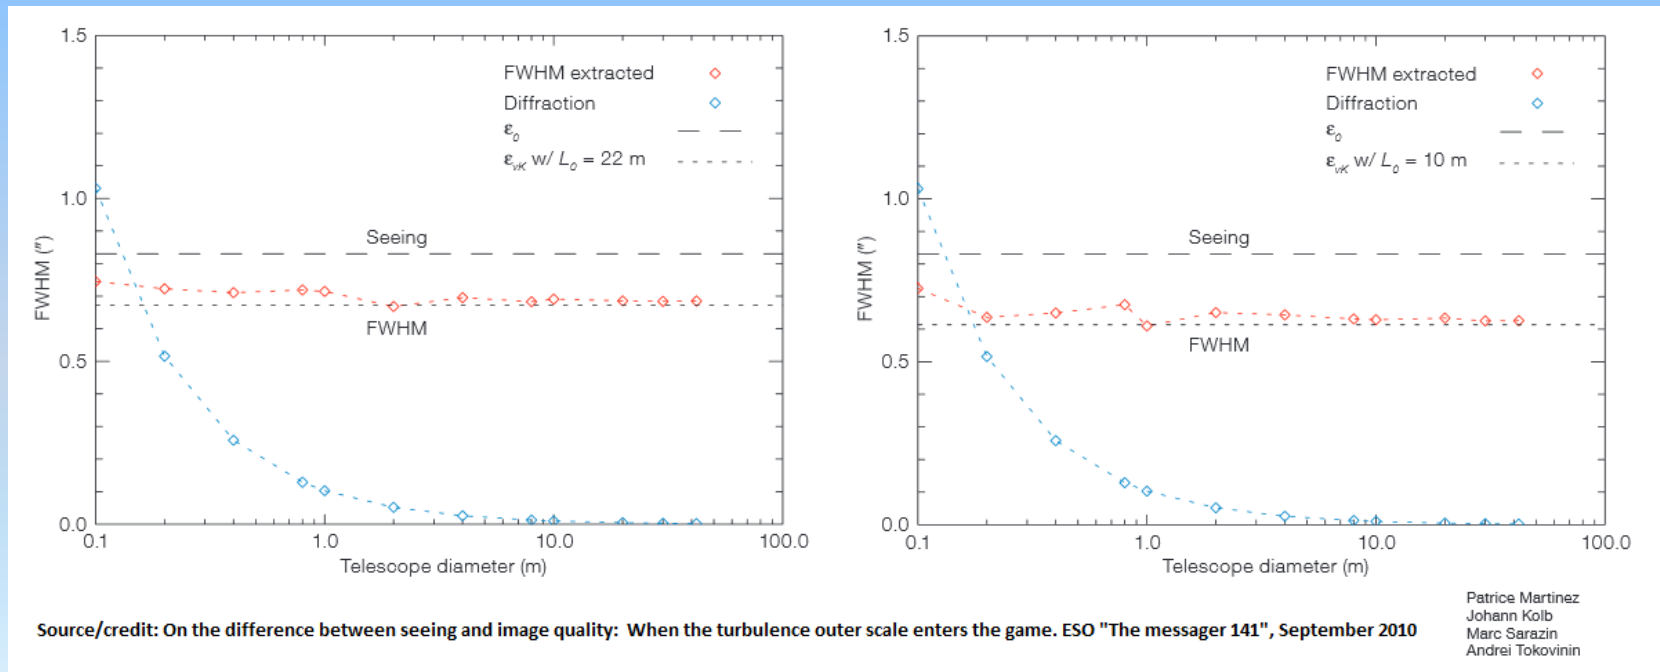 1.5
1.0
0.5
0.0
FWHM (")
FWHM extracted
Diffraction
ε0
εvK w/ L0 = 22 m
Seeing
FWHM
0.1 1.0 10.0 100.0
Telescope diameter (m)
1.5
1.0
0.5
0.0
FWHM (")
FWHM extracted
Diffraction
ε0
εvK w/ L0 = 10 m
Seeing
FWHM
0.1 1.0 10.0 100.0
Telescope diameter (m)
Source/credit: On the difference between seeing and image quality: When the turbulence outer scale enters the game. ESO "The messager 141", September 2010
Patrice Martinez
Johann Kolb
Marc Sarazin
Andrei Tokovinin